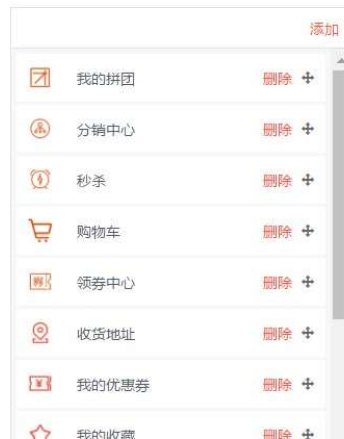 添加
我的拼团 删除
分销中心 删除
秒杀 删除
购物车 删除
券 领券中心 删除
收货地址 删除
¥ 我的优惠券 删除
我的收藏 删除